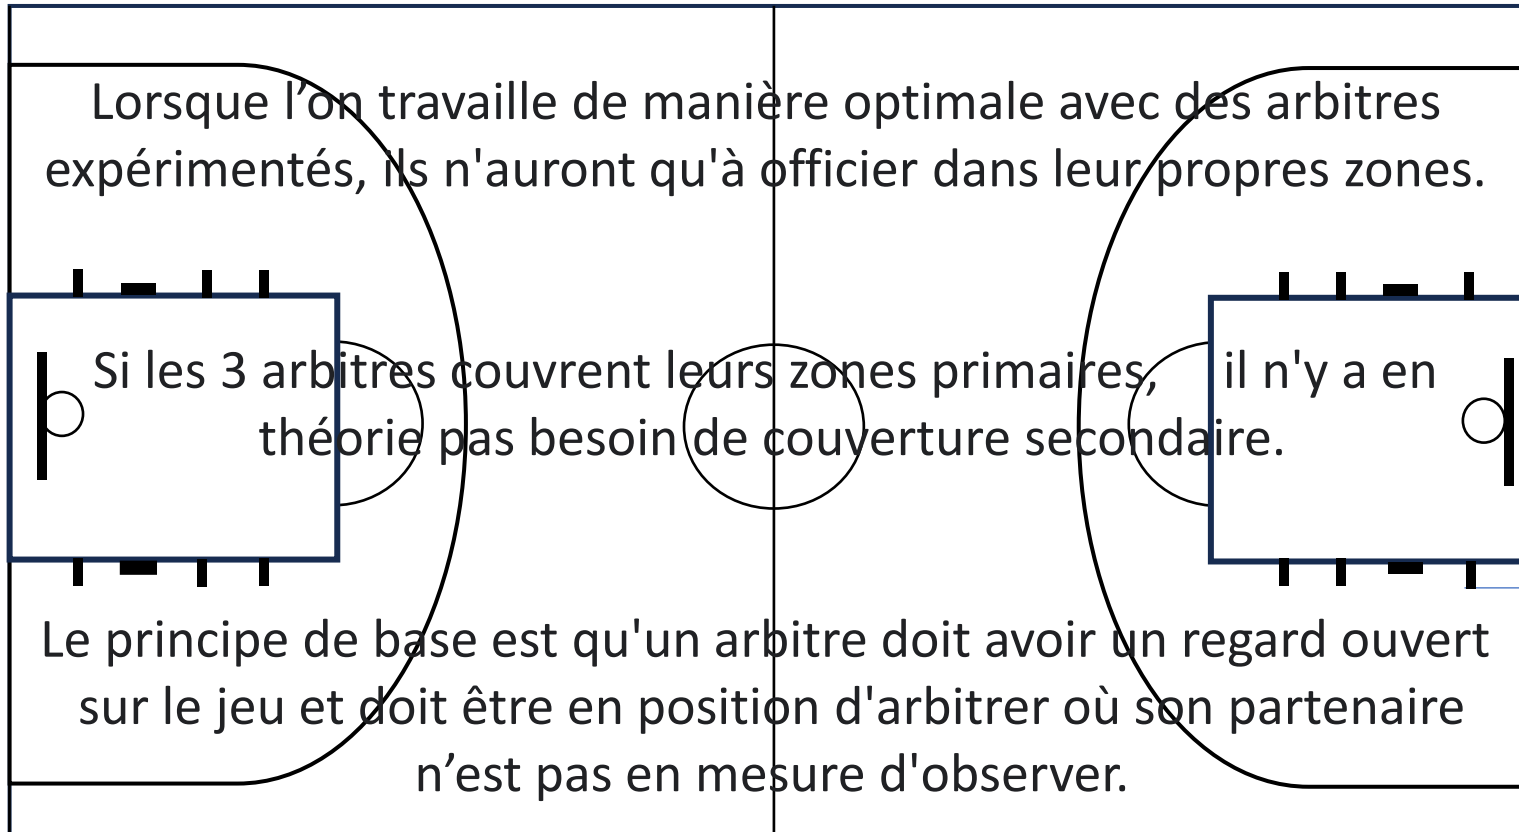 Lorsque l’on travaille de manière optimale avec des arbitres
expérimentés, ils n'auront qu'à officier dans leur propres zones.
Si les 3 arbitres couvrent leurs zones primaires, il n'y a en
théorie pas besoin de couverture secondaire.
Le principe de base est qu'un arbitre doit avoir un regard ouvert
sur le jeu et doit être en position d'arbitrer où son partenaire
n’est pas en mesure d'observer.